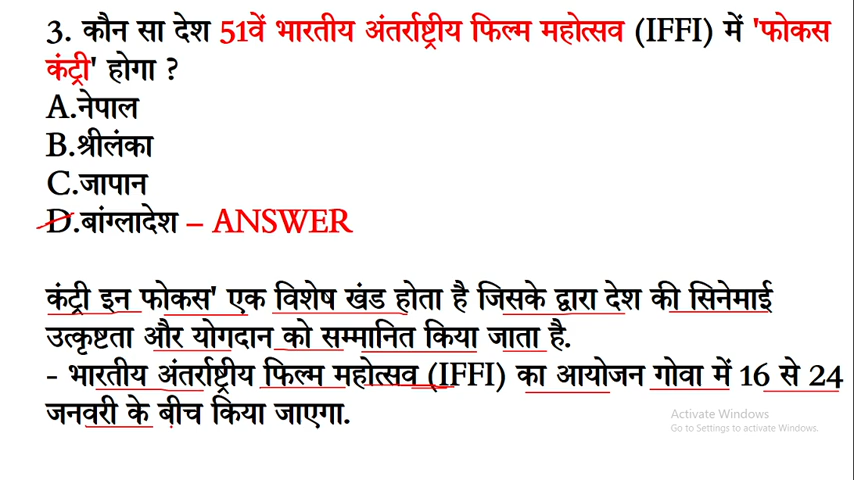 3. कौन सा देश 51वें भारतीय अंतर्राष्ट्रीय फिल्म महोत्सव (IFFI) में 'फोकस
कंट्री' होगा ?
A.नेपाल
B.श्रीलंका
C.जापान
D.बांग्लादेश – ANSWER
कंट्री इन फोकस' एक विशेष खंड होता है जिसके द्वारा देश की सिनेमाई
उत्कृष्टता और योगदान को सम्मानित किया जाता है.
- भारतीय अंतर्राष्ट्रीय फिल्म महोत्सव (IFFI) का आयोजन गोवा में 16 से 24
जनवरी के बीच किया जाएगा.
Activate Windows
Go to Settings to activate Windows.